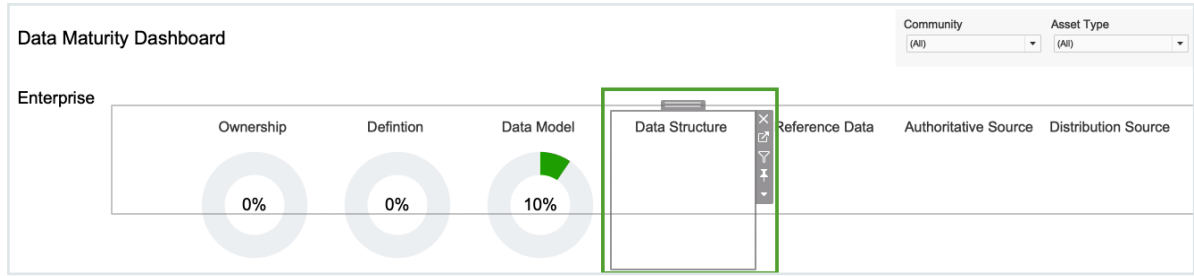 Community
Asset Type
Data Maturity Dashboard
(All)
(All)
Enterprise
Ownership
Defintion
Data Model
Data Structure
Reference Data
Authoritative Source
Distribution Source
0%
0%
10%